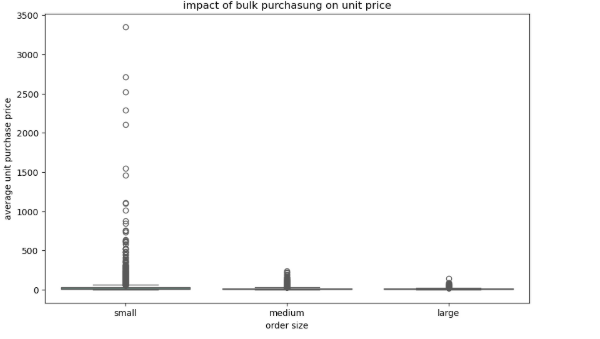 impact of bulk purchasung on unit price
3500
3000
2500
2000
1500
1000
500
0
average unit purchase price
small medium large
order size